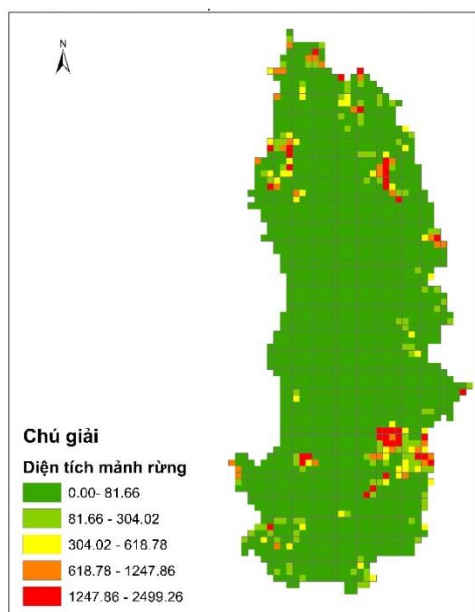 N
Chú giải
Diện tích mảnh rừng
0.00- 81.66
81.66 - 304.02
304.02 - 618.78
618.78 - 1247.86
1247.86 - 2499.26